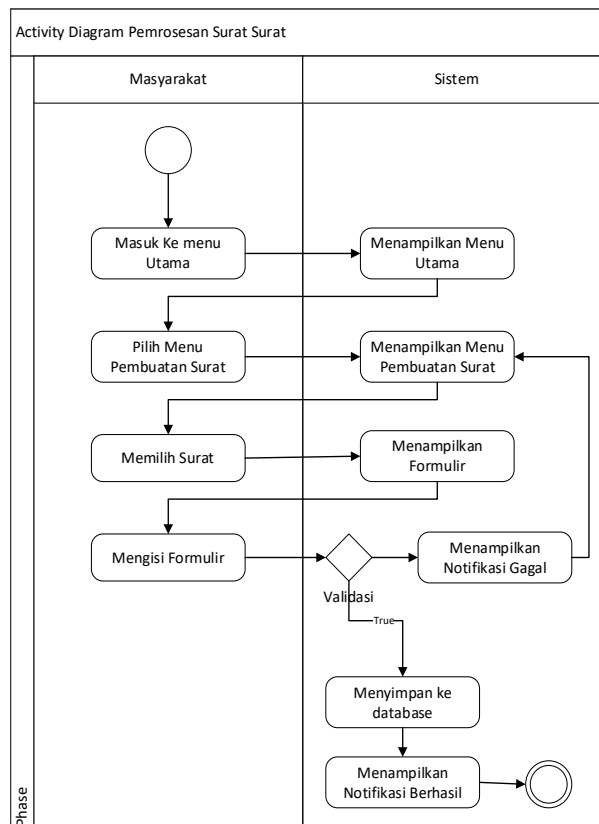 Activity Diagram Pemrosesan Surat Surat
Masyarakat
Sistem
Masuk Ke menu
Utama
Menampilkan Menu
Utama
Pilih Menu
Pembuatan Surat
Menampilkan Menu
Pembuatan Surat
Memilih Surat
Menampilkan
Formulir
Mengisi Formulir
Validasi
Menampilkan
Notifikasi Gagal
True
Menyimpan ke
database
Menampilkan
Notifikasi Berhasil
Phase